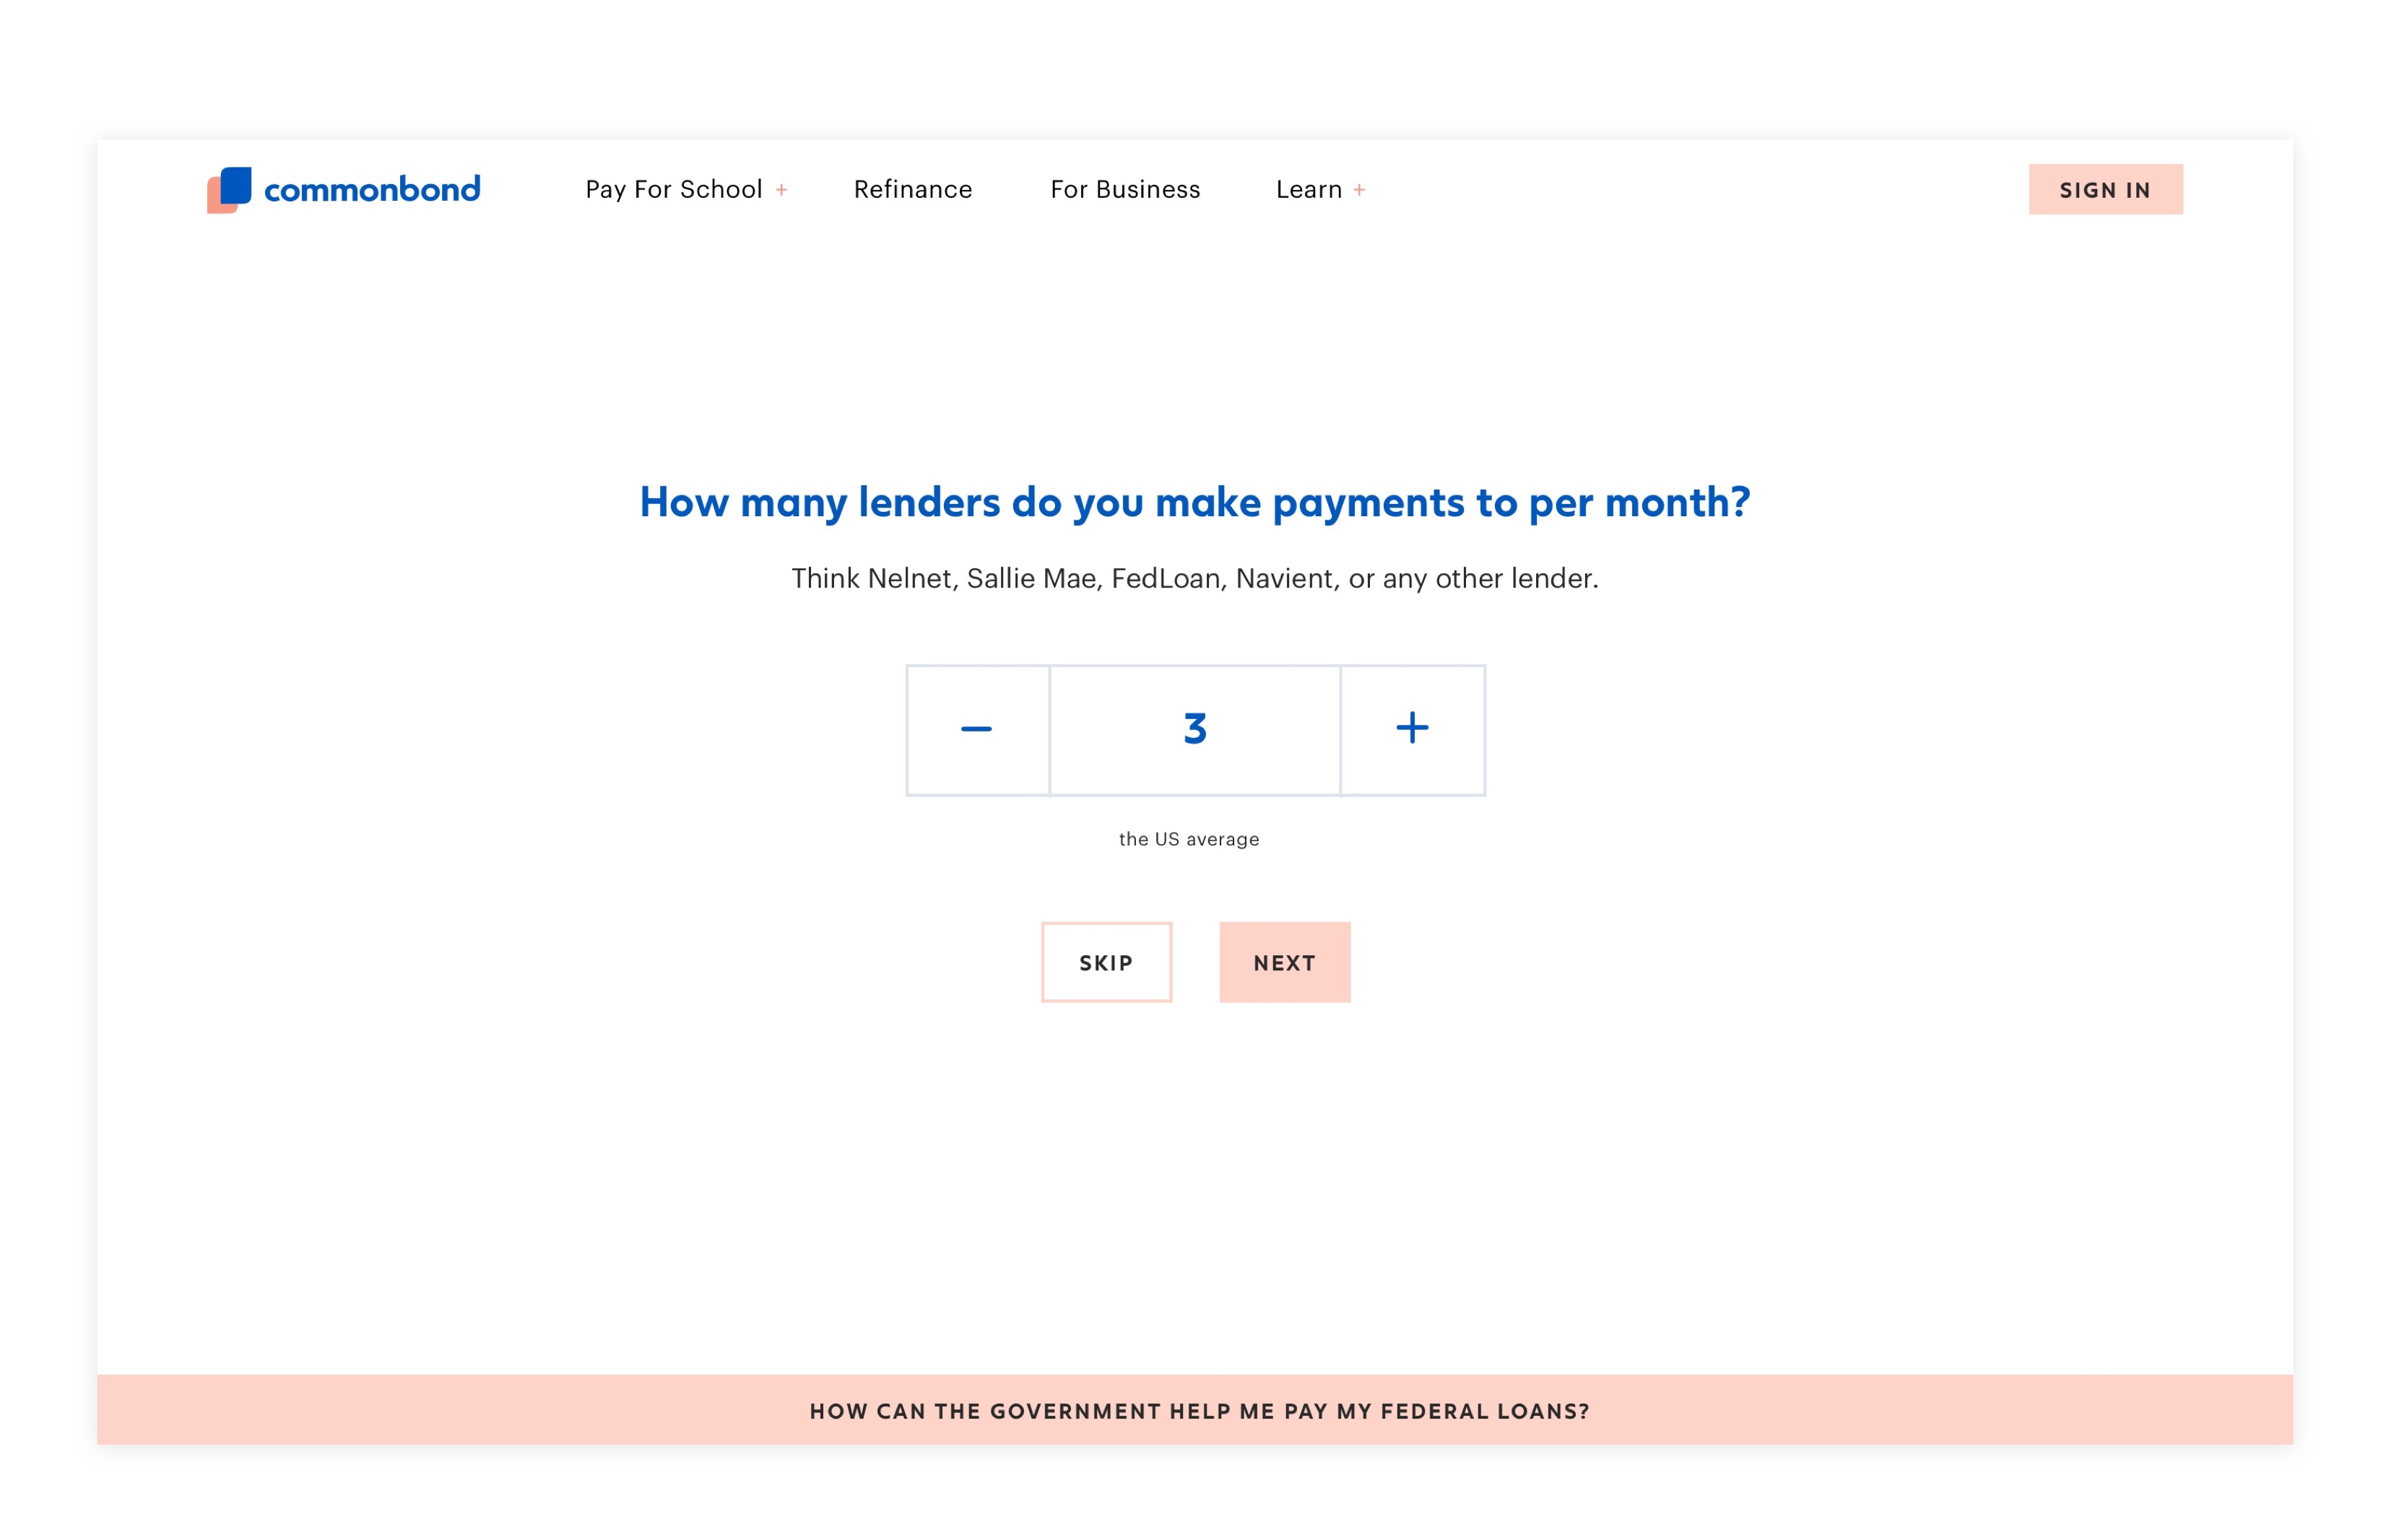 commonbond
Pay For School +
Refinance
For Business
Learn +
SIGN IN
How many lenders do you make payments to per month?
Think Nelnet, Sallie Mae, FedLoan, Navient, or any other lender.
− 3 +
the US average
SKIP
NEXT
HOW CAN THE GOVERNMENT HELP ME PAY MY FEDERAL LOANS?